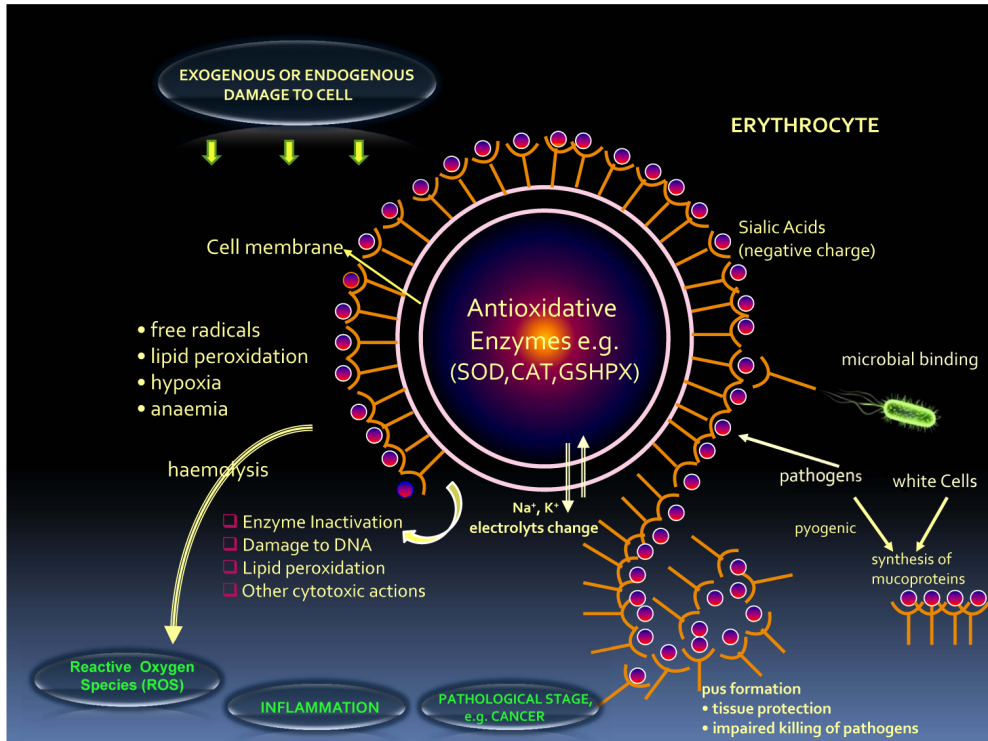 EXOGENOUS OR ENDOGENOUS
DAMAGE TO CELL
ERYTHROCYTE
Sialic Acids
(negative charge)
Cell membrane
Antioxidative
Enzymes e.g.
(SOD,CAT,GSHPX)
• free radicals
• lipid peroxidation
• hypoxia
• anaemia
microbial binding
haemolysis
pathogens
white Cells
Na⁺, K⁺
electrolyts change
❑ Enzyme Inactivation
❑ Damage to DNA
❑ Lipid peroxidation
❑ Other cytotoxic actions
pyogenic
synthesis of
mucoproteins
Reactive Oxygen
Species (ROS)
INFLAMMATION
PATHOLOGICAL STAGE,
e.g. CANCER
pus formation
• tissue protection
• impaired killing of pathogens